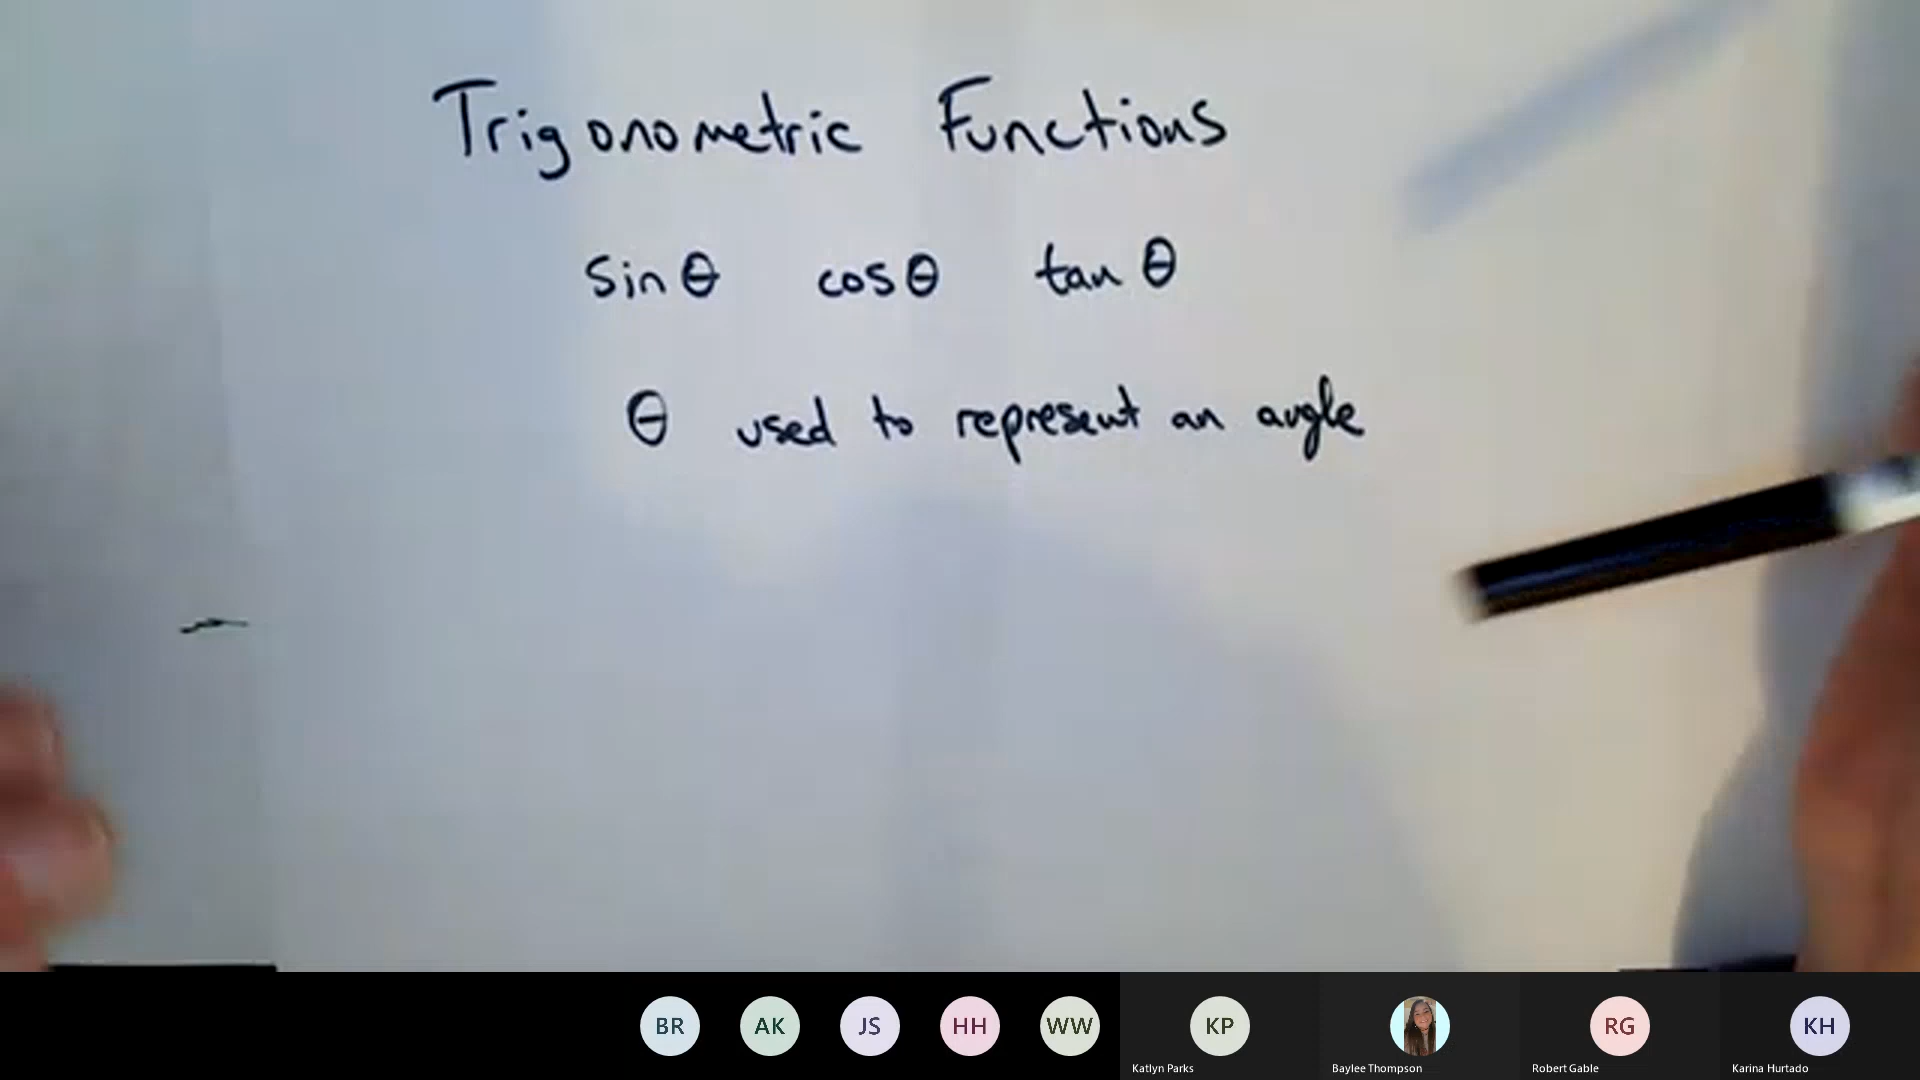 Trigonometric Functions
sin θ cos θ tan θ
θ used to represent an angle
BR AK JS HH WW KP RG KH
Katlyn Parks Baylee Thompson Robert Gable Karina Hurtado